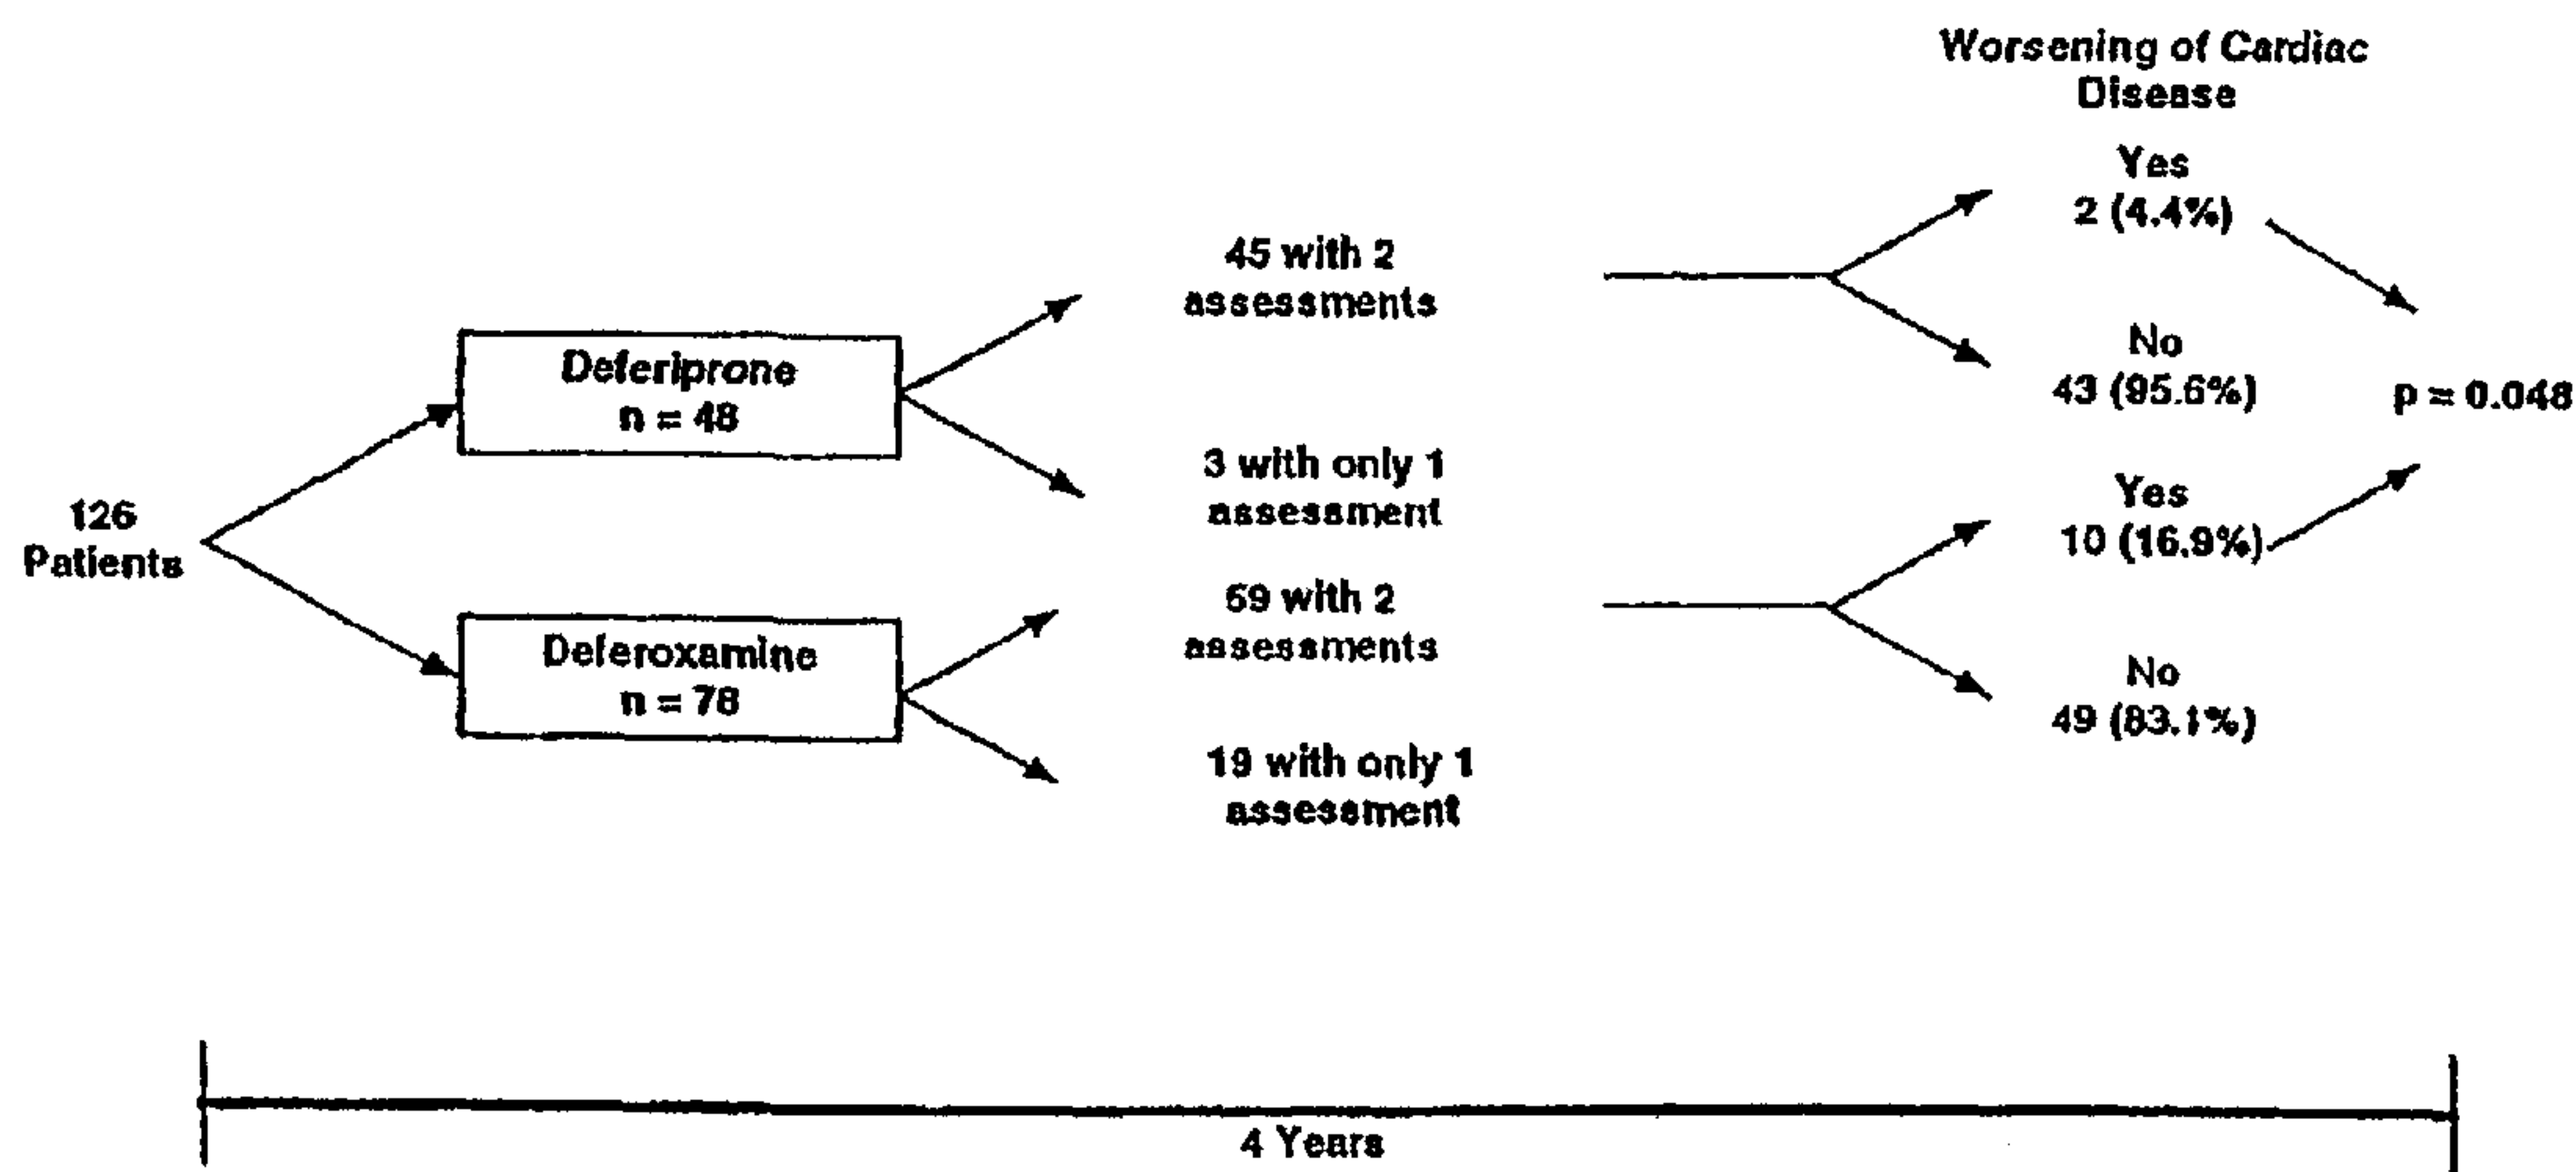 Worsening of Cardiac
Disease
126
Patients
Deferiprone
n = 48
Deferoxamine
n = 78
45 with 2
assessments
3 with only 1
assessment
59 with 2
assessments
19 with only 1
assessment
Yes
2 (4.4%)
No
43 (95.6%)
Yes
10 (16.9%)
No
49 (83.1%)
p = 0.048
4 Years